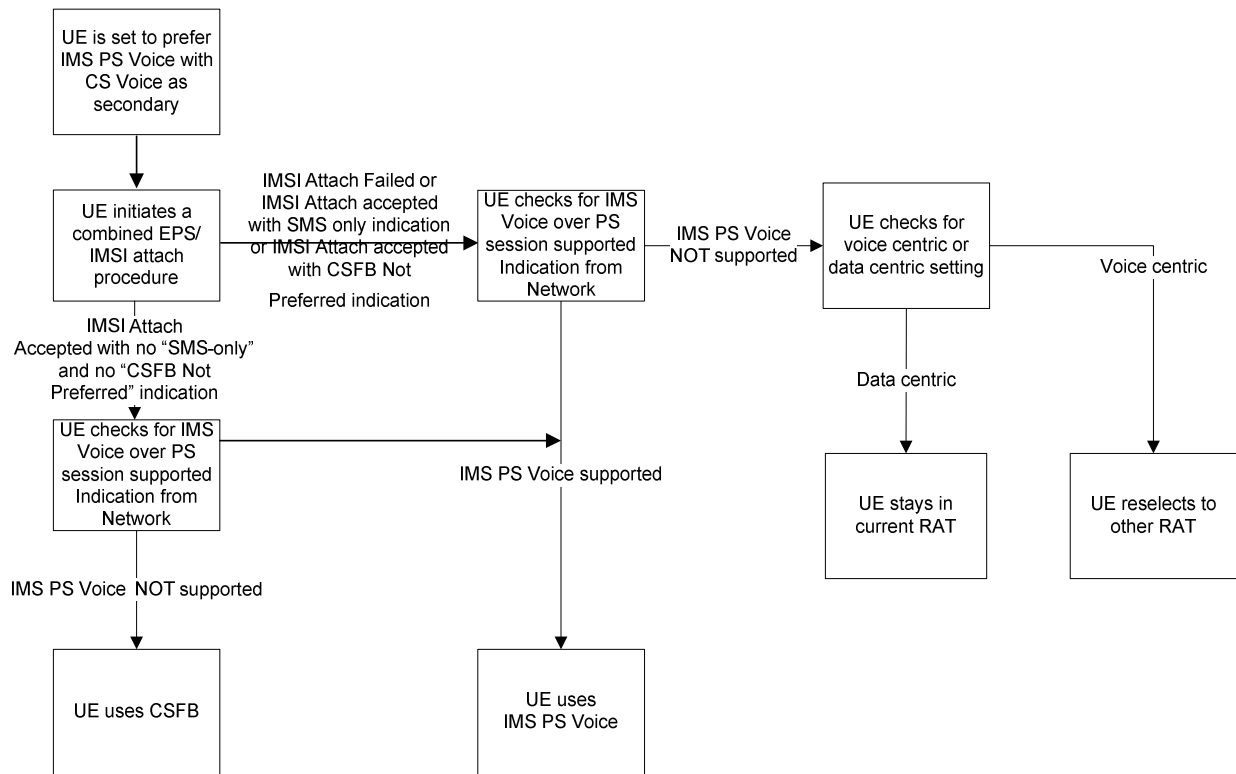 UE is set to prefer
IMS PS Voice with
CS Voice as
secondary
UE initiates a
combined EPS/
IMSI attach
procedure
IMSI Attach Failed or
IMSI Attach accepted
with SMS only indication
or IMSI Attach accepted
with CSFB Not
Preferred indication
UE checks for IMS
Voice over PS
session supported
Indication from
Network
IMS PS Voice
NOT supported
UE checks for
voice centric or
data centric setting
Voice centric
IMSI Attach
Accepted with no “SMS-only”
and no “CSFB Not
Preferred” indication
Data centric
UE checks for IMS
Voice over PS
session supported
Indication from
Network
IMS PS Voice supported
UE stays in
current RAT
UE reselects to
other RAT
IMS PS Voice NOT supported
UE uses CSFB
UE uses
IMS PS Voice